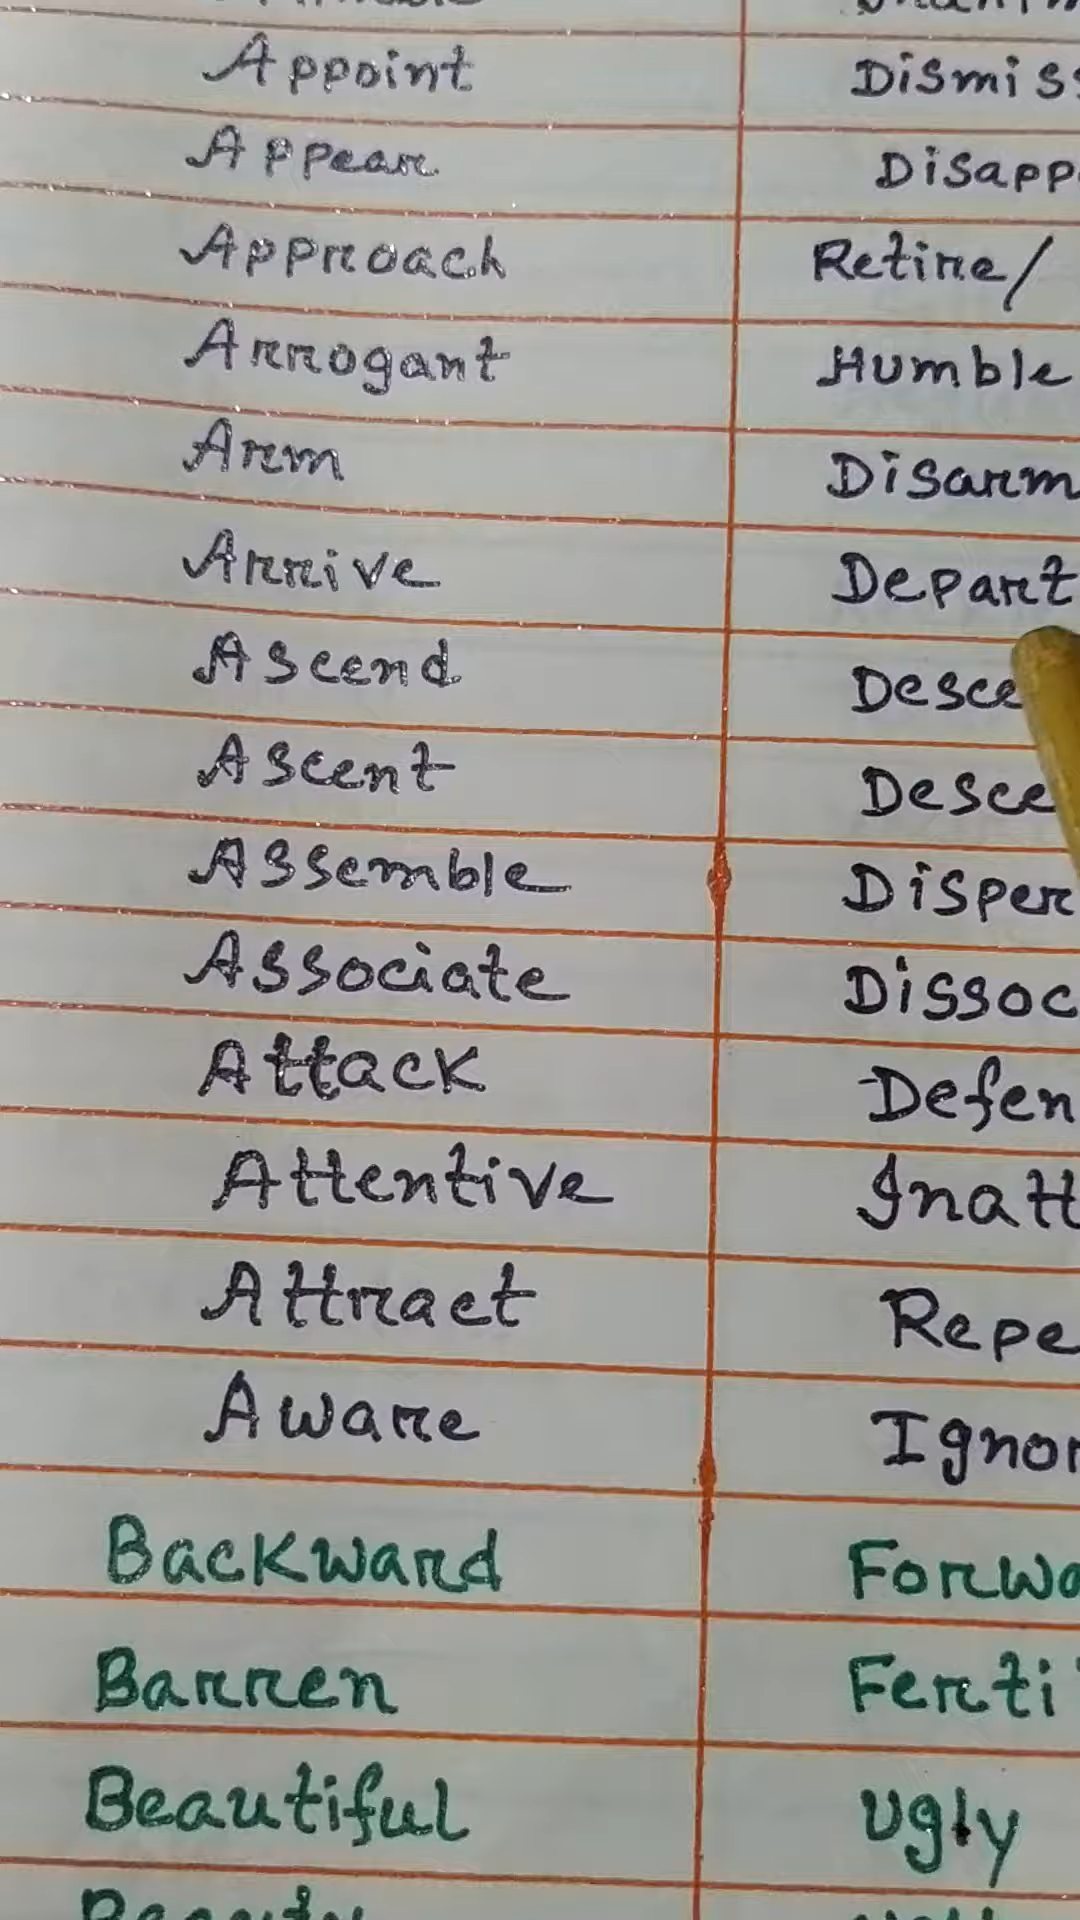 Appoint Dismiss
Appear Disapp
Approach Retire/
Arrogant Humble
Arm Disarm
Arrive Depart
Ascend Desce
Ascent Desce
Assemble Disper
Associate Dissoc
Attack Defen
Attentive Inatt
Attract Repe
Aware Ignor
Backward Forwa
Barren Ferti
Beautiful Ugly